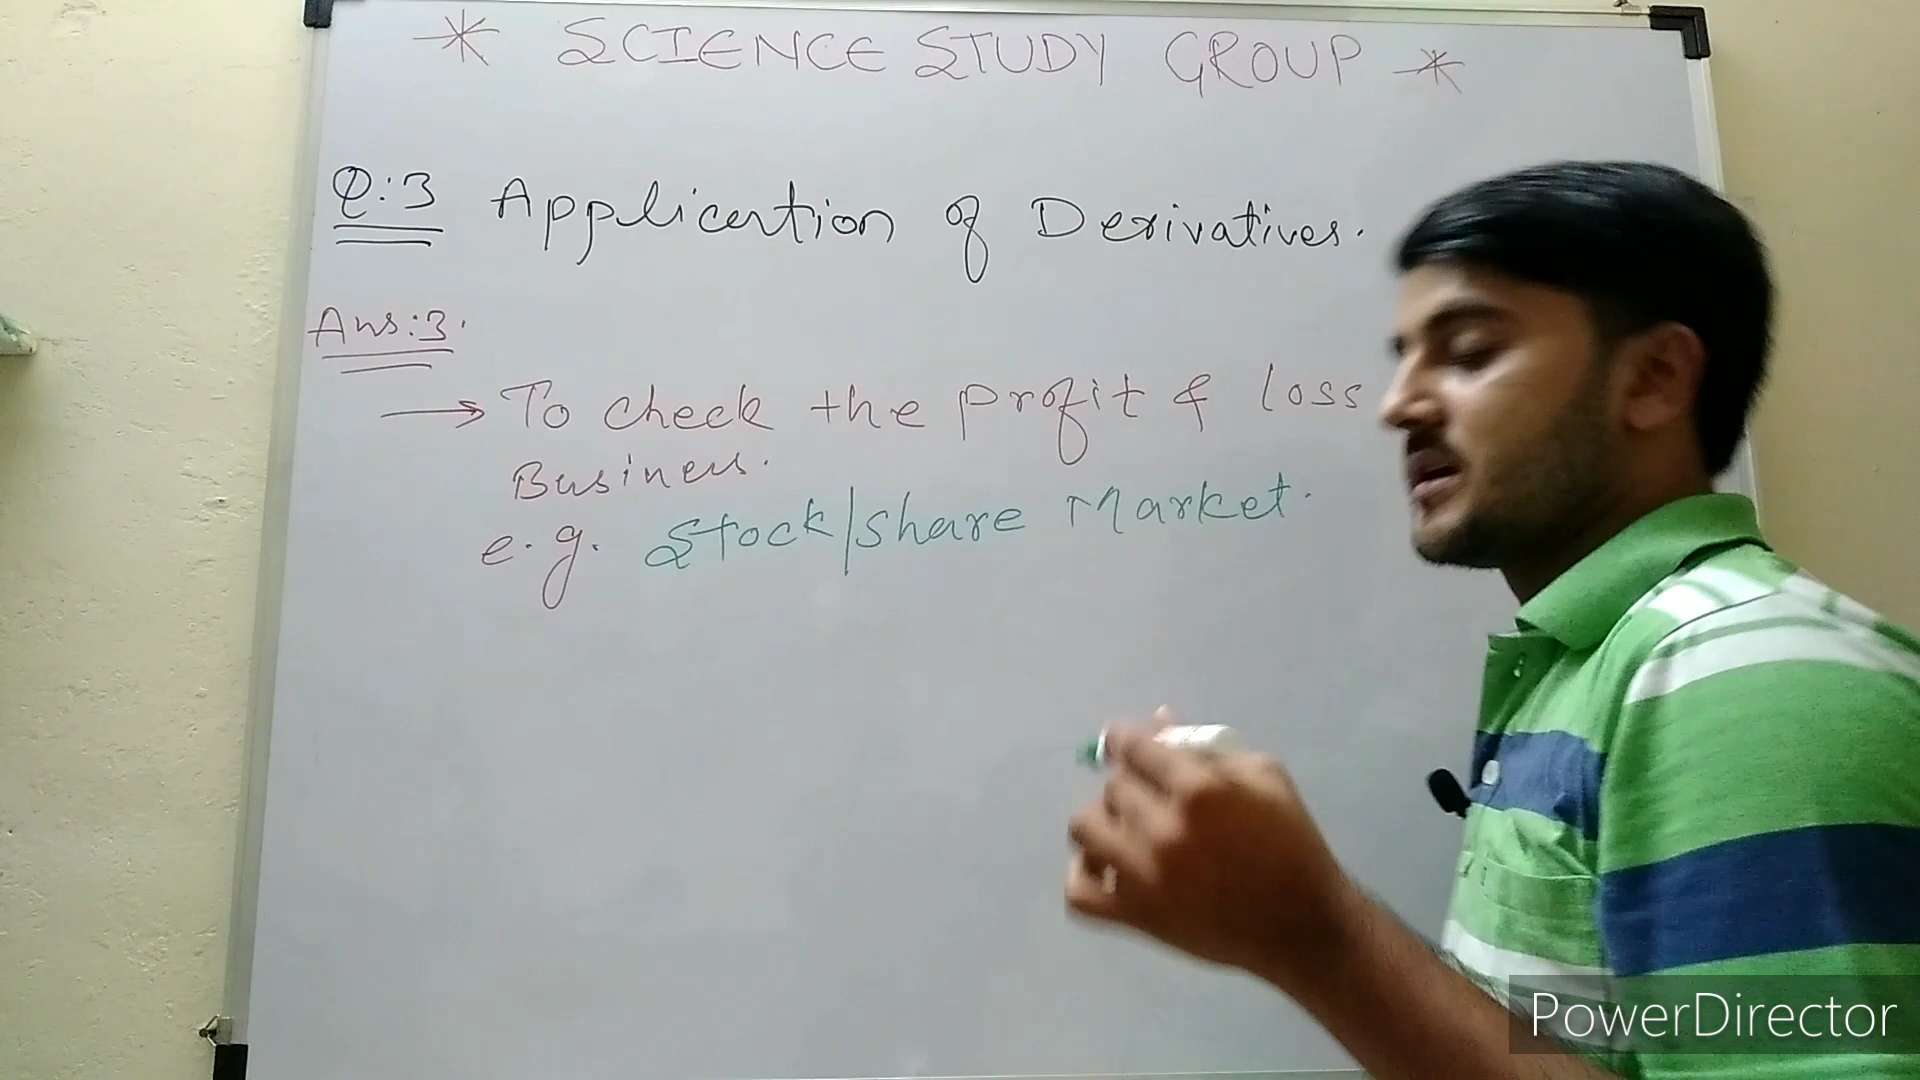 * SCIENCE STUDY GROUP *
Q:3 Application of Derivatives.
Ans:3.
→ To check the profit & loss
Business.
e.g. Stock/share Market.
PowerDirector